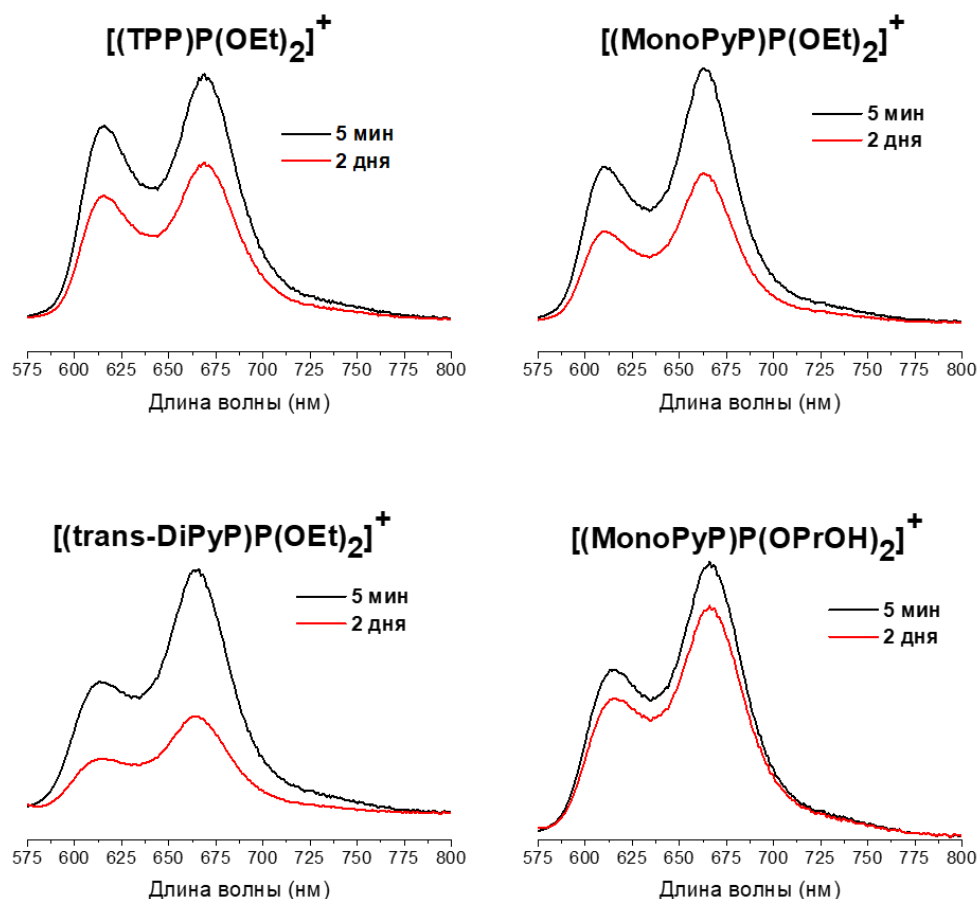 [(TPP)P(OEt)2]+
5 мин
2 дня
575 600 625 650 675 700 725 750 775 800
Длина волны (нм)
[(MonoPyP)P(OEt)2]+
5 мин
2 дня
575 600 625 650 675 700 725 750 775 800
Длина волны (нм)
[(trans-DiPyP)P(OEt)2]+
5 мин
2 дня
575 600 625 650 675 700 725 750 775 800
Длина волны (нм)
[(MonoPyP)P(OPrOH)2]+
5 мин
2 дня
575 600 625 650 675 700 725 750 775 800
Длина волны (нм)